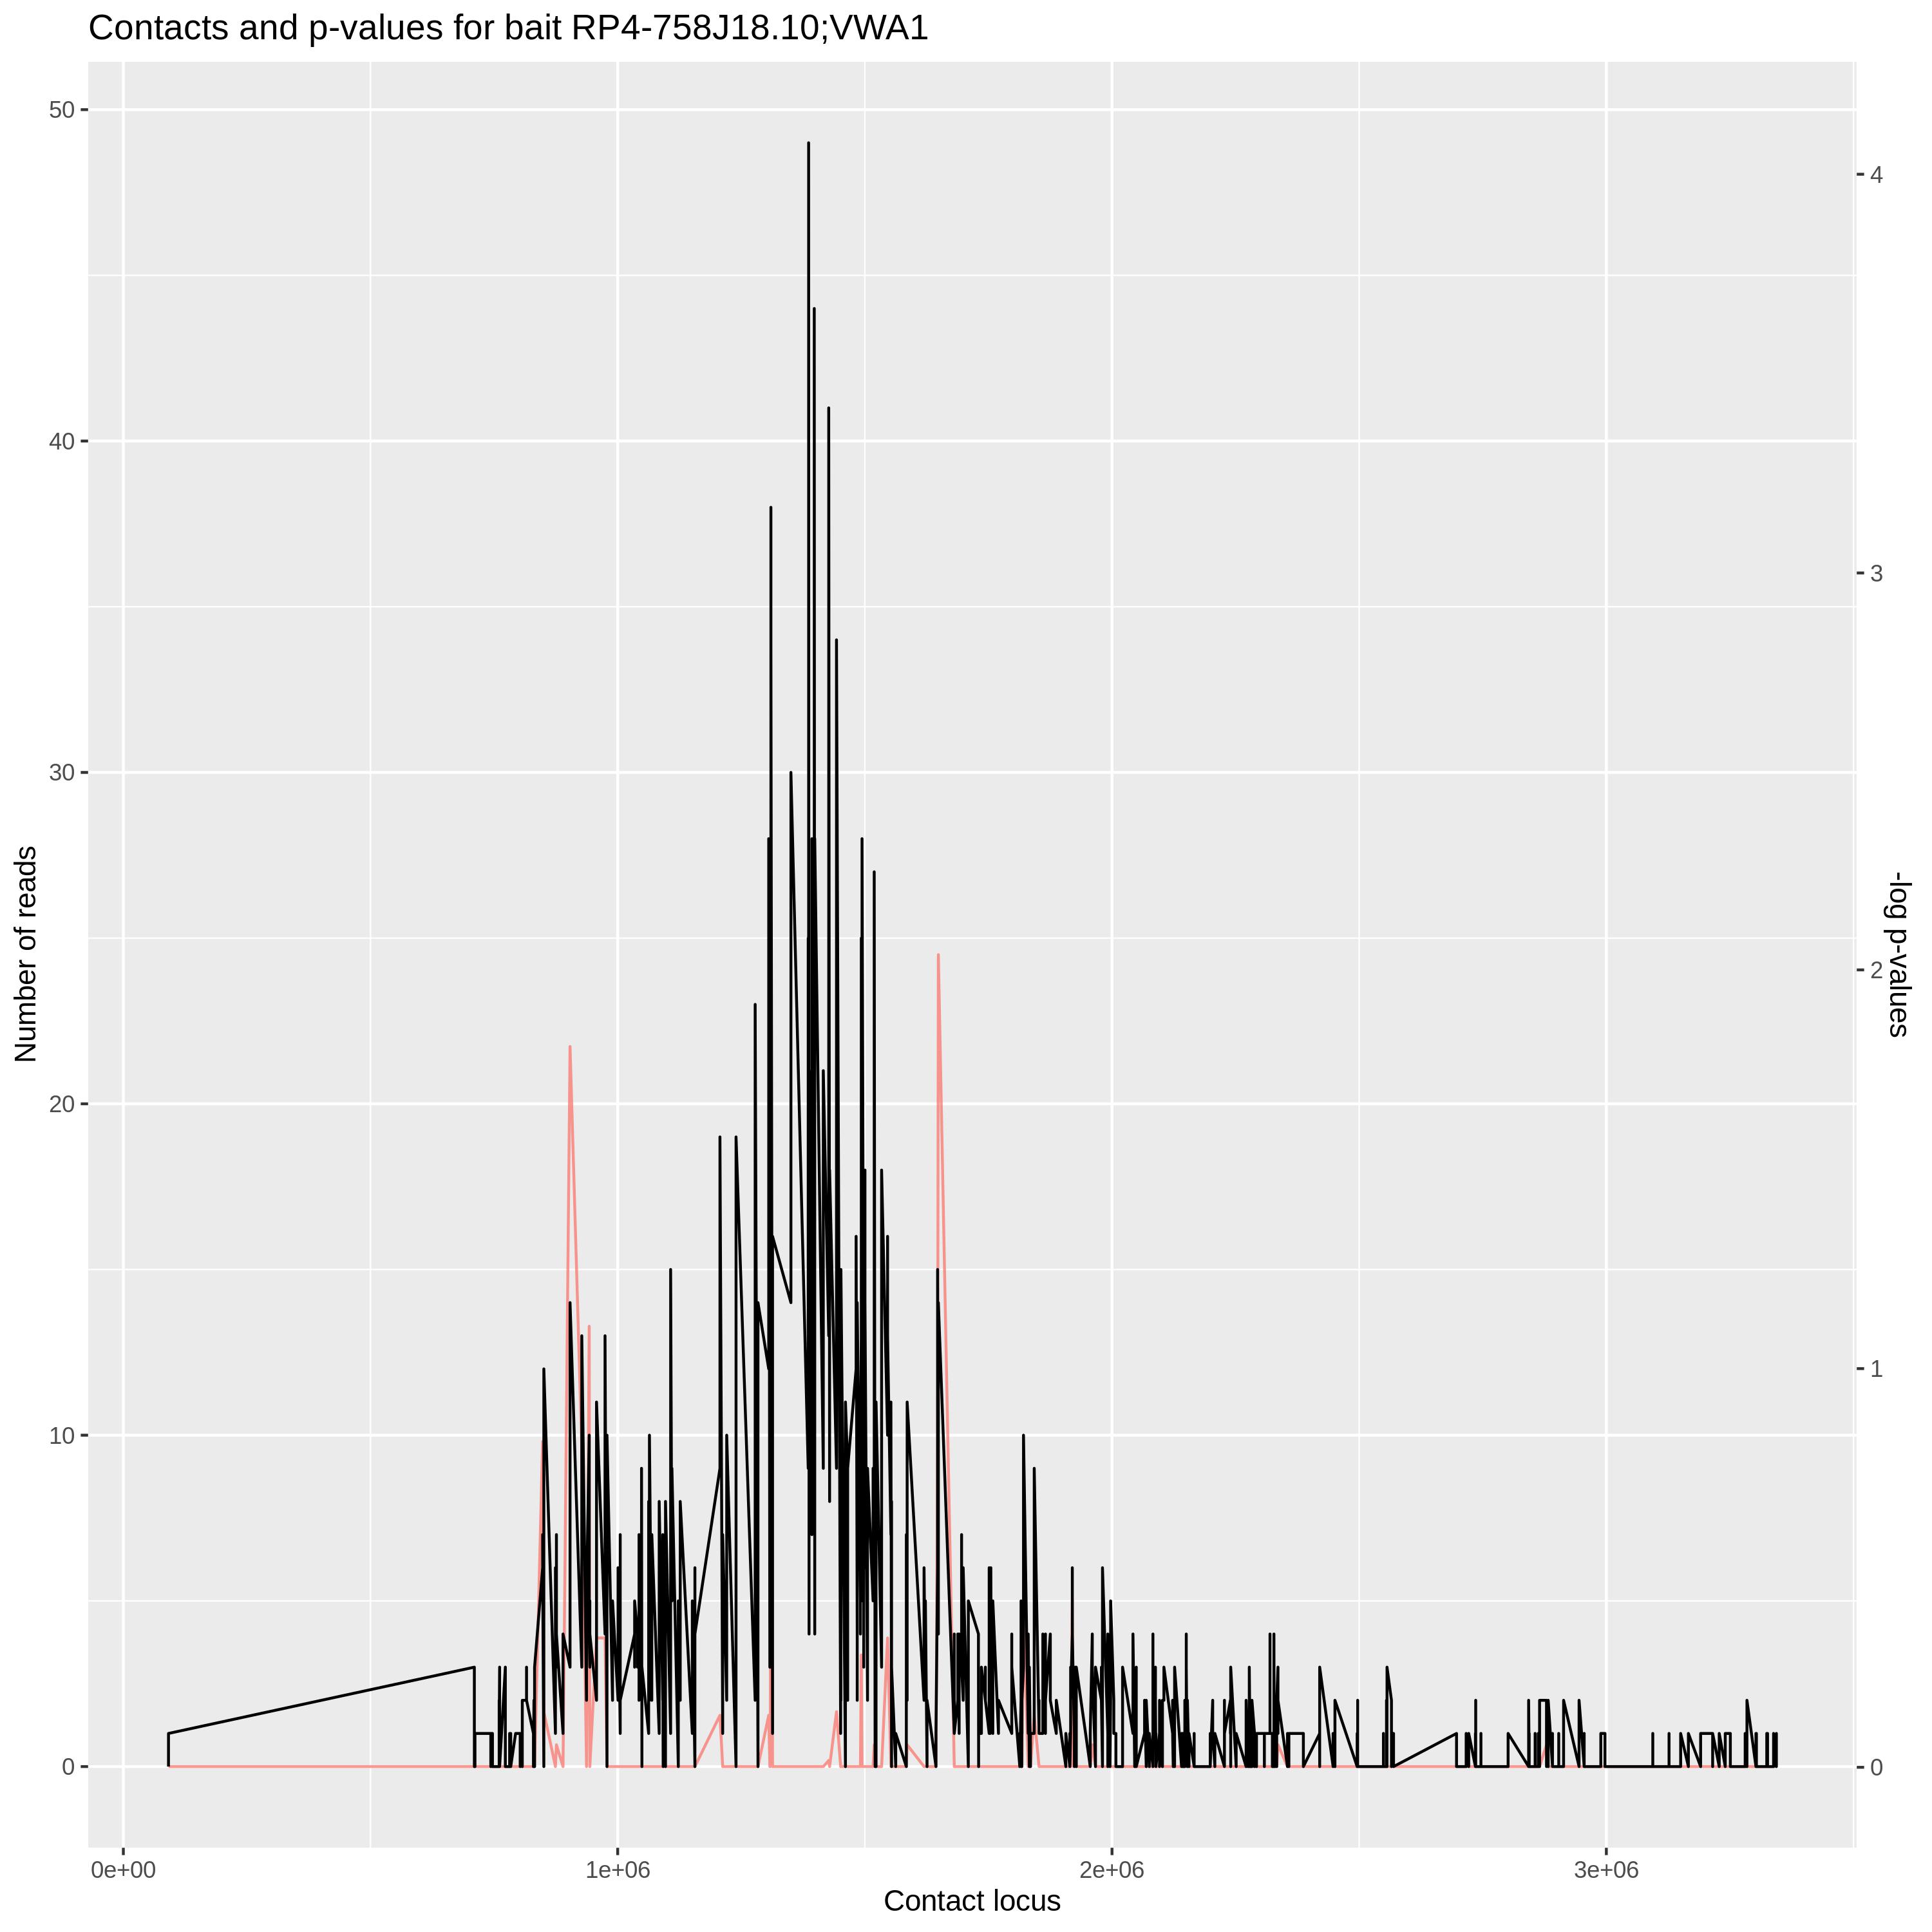 Contacts and p-values for bait RP4-758J18.10;VWA1
50
40
30
20
10
0
Number of reads
4
3
2
1
0
-log p-values
0e+00
1e+06
2e+06
3e+06
Contact locus